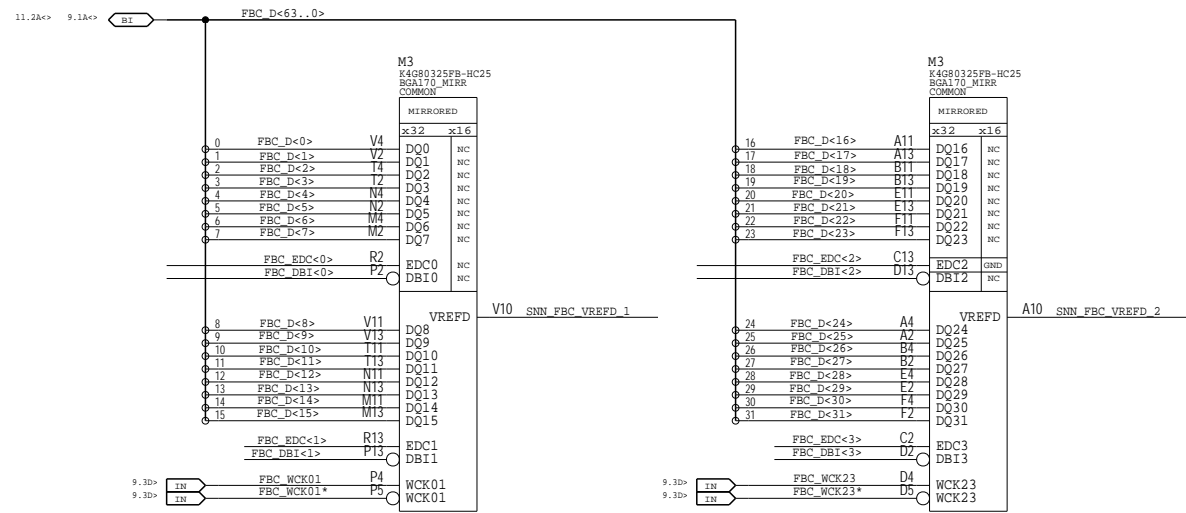 11.2A<> 9.1A<> BI FBC_D<63..0>
M3
K4G80325FB-HC25
BGA170_MIRR
COMMON
MIRRORED
x32 x16
0 FBC_D<0> V4 DQ0 NC
1 FBC_D<1> V2 DQ1 NC
2 FBC_D<2> T4 DQ2 NC
3 FBC_D<3> T2 DQ3 NC
4 FBC_D<4> N4 DQ4 NC
5 FBC_D<5> N2 DQ5 NC
6 FBC_D<6> M4 DQ6 NC
7 FBC_D<7> M2 DQ7 NC
FBC_EDC<0> R2 EDC0 NC
FBC_DBI<0> P2 DBI0 NC
VREFD V10 SNN_FBC_VREFD_1
8 FBC_D<8> V11 DQ8
9 FBC_D<9> V13 DQ9
10 FBC_D<10> T11 DQ10
11 FBC_D<11> T13 DQ11
12 FBC_D<12> N11 DQ12
13 FBC_D<13> N13 DQ13
14 FBC_D<14> M11 DQ14
15 FBC_D<15> M13 DQ15
FBC_EDC<1> R13 EDC1
FBC_DBI<1> P13 DBI1
9.3D> IN FBC_WCK01 P4 WCK01
9.3D> IN FBC_WCK01* P5 WCK01
M3
K4G80325FB-HC25
BGA170_MIRR
COMMON
MIRRORED
x32 x16
16 FBC_D<16> A11 DQ16 NC
17 FBC_D<17> A13 DQ17 NC
18 FBC_D<18> B11 DQ18 NC
19 FBC_D<19> B13 DQ19 NC
20 FBC_D<20> E11 DQ20 NC
21 FBC_D<21> E13 DQ21 NC
22 FBC_D<22> F11 DQ22 NC
23 FBC_D<23> F13 DQ23 NC
FBC_EDC<2> C13 EDC2 GND
FBC_DBI<2> D13 DBI2 NC
VREFD A10 SNN_FBC_VREFD_2
24 FBC_D<24> A4 DQ24
25 FBC_D<25> A2 DQ25
26 FBC_D<26> B4 DQ26
27 FBC_D<27> B2 DQ27
28 FBC_D<28> E4 DQ28
29 FBC_D<29> E2 DQ29
30 FBC_D<30> F4 DQ30
31 FBC_D<31> F2 DQ31
FBC_EDC<3> C2 EDC3
FBC_DBI<3> D2 DBI3
9.3D> IN FBC_WCK23 D4 WCK23
9.3D> IN FBC_WCK23* D5 WCK23